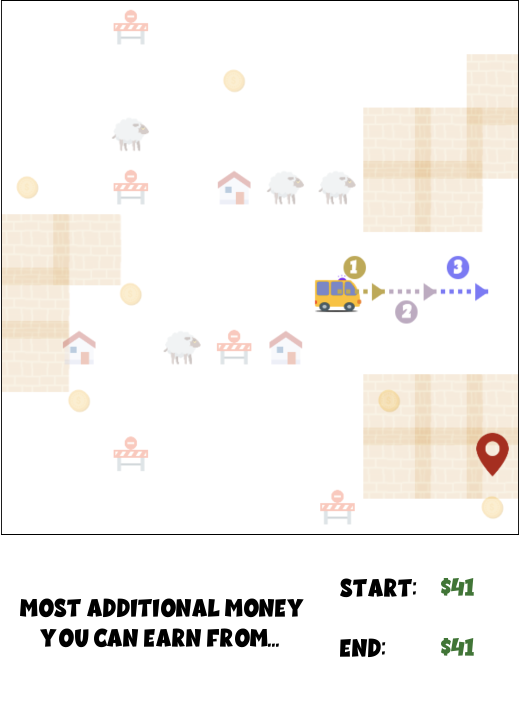 1
3
2
START: $41
MOST ADDITIONAL MONEY
YOU CAN EARN FROM...
END: $41